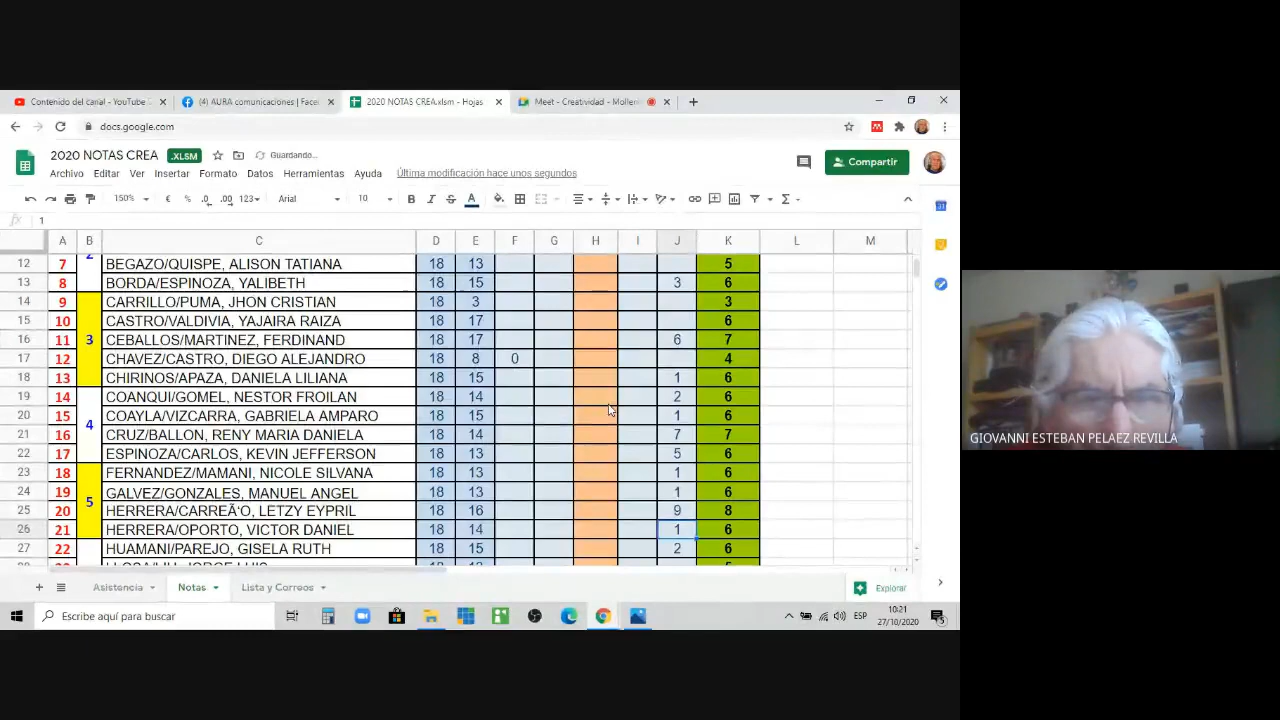 Contenido del canal - YouTube
(4) AURA comunicaciones | Face
2020 NOTAS CREA.xlsm - Hojas
Meet - Creatividad - Mollen
docs.google.com
2020 NOTAS CREA .XLSM Guardando...
Compartir
Archivo Editar Ver Insertar Formato Datos Herramientas Ayuda Última modificación hace unos segundos
150% € % .0 .00 123 Arial 10 B I S A
fx 1
A B C D E F G H I J K L M
12 7 BEGAZO/QUISPE, ALISON TATIANA 18 13 5
13 8 BORDA/ESPINOZA, YALIBETH 18 15 3 6
14 9 CARRILLO/PUMA, JHON CRISTIAN 18 3 3
15 10 CASTRO/VALDIVIA, YAJAIRA RAIZA 18 17 6
16 11 3 CEBALLOS/MARTINEZ, FERDINAND 18 17 6 7
17 12 CHAVEZ/CASTRO, DIEGO ALEJANDRO 18 8 0 4
18 13 CHIRINOS/APAZA, DANIELA LILIANA 18 15 1 6
19 14 COANQUI/GOMEL, NESTOR FROILAN 18 14 2 6
20 15 4 COAYLA/VIZCARRA, GABRIELA AMPARO 18 15 1 6
21 16 CRUZ/BALLON, RENY MARIA DANIELA 18 14 7 7
22 17 ESPINOZA/CARLOS, KEVIN JEFFERSON 18 13 5 6
23 18 FERNANDEZ/MAMANI, NICOLE SILVANA 18 13 1 6
24 19 5 GALVEZ/GONZALES, MANUEL ANGEL 18 13 1 6
25 20 HERRERA/CARREÃ'O, LETZY EYPRIL 18 16 9 8
26 21 HERRERA/OPORTO, VICTOR DANIEL 18 14 1 6
27 22 HUAMANI/PAREJO, GISELA RUTH 18 15 2 6
Asistencia Notas Lista y Correos Explorar
Escribe aquí para buscar
ESP
10:21
27/10/2020
GIOVANNI ESTEBAN PELAEZ REVILLA